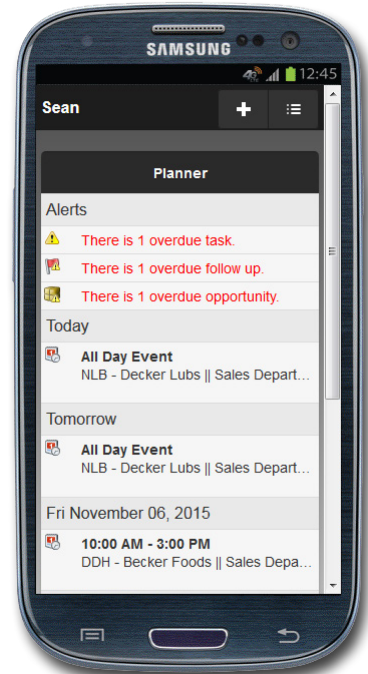 SAMSUNG
4G 12:45
Sean
Planner
Alerts
There is 1 overdue task.
There is 1 overdue follow up.
There is 1 overdue opportunity.
Today
All Day Event
NLB - Decker Lubs || Sales Depart...
Tomorrow
All Day Event
NLB - Decker Lubs || Sales Depart...
Fri November 06, 2015
10:00 AM - 3:00 PM
DDH - Becker Foods || Sales Depa...